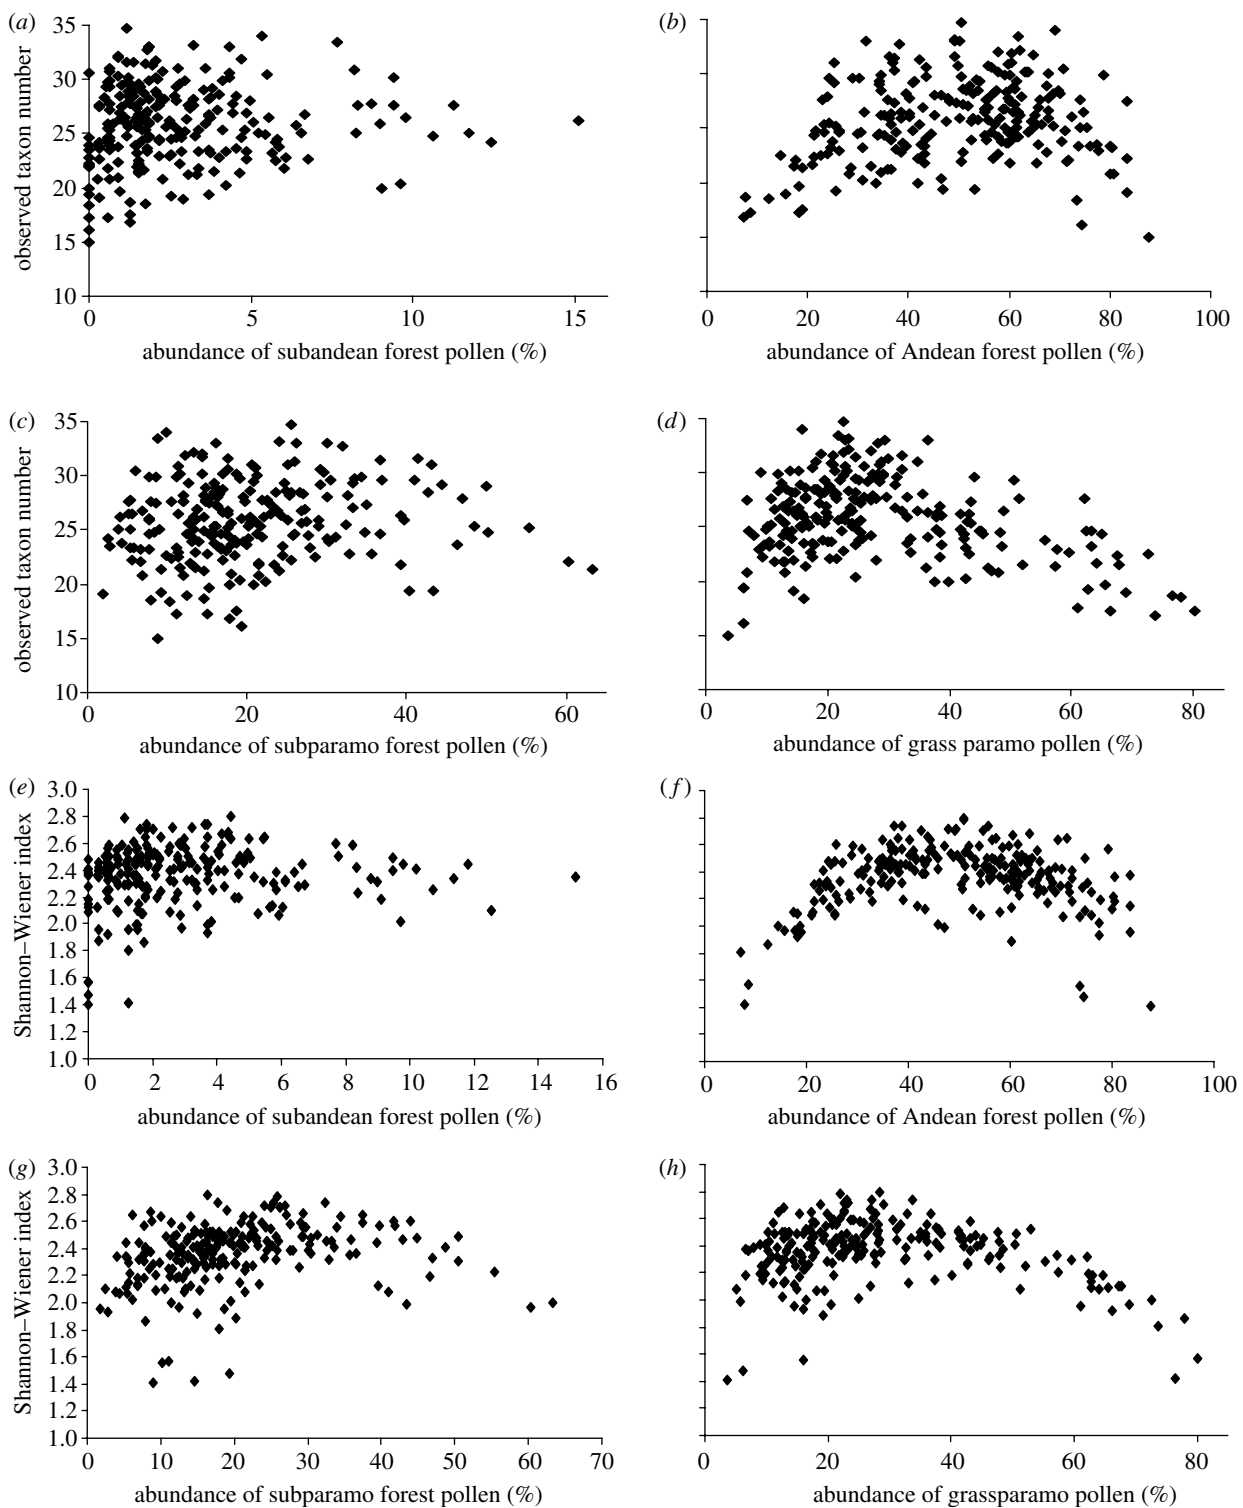 (a)
35
30
25
20
15
10
observed taxon number
0 5 10 15
abundance of subandean forest pollen (%)
(b)
0 20 40 60 80 100
abundance of Andean forest pollen (%)
(c)
35
30
25
20
15
10
observed taxon number
0 20 40 60
abundance of subparamo forest pollen (%)
(d)
0 20 40 60 80
abundance of grass paramo pollen (%)
(e)
3.0
2.8
2.6
2.4
2.2
2.0
1.8
1.6
1.4
1.2
1.0
Shannon–Wiener index
0 2 4 6 8 10 12 14 16
abundance of subandean forest pollen (%)
(f)
0 20 40 60 80 100
abundance of Andean forest pollen (%)
(g)
3.0
2.8
2.6
2.4
2.2
2.0
1.8
1.6
1.4
1.2
1.0
Shannon–Wiener index
0 10 20 30 40 50 60 70
abundance of subparamo forest pollen (%)
(h)
0 20 40 60 80
abundance of grassparamo pollen (%)